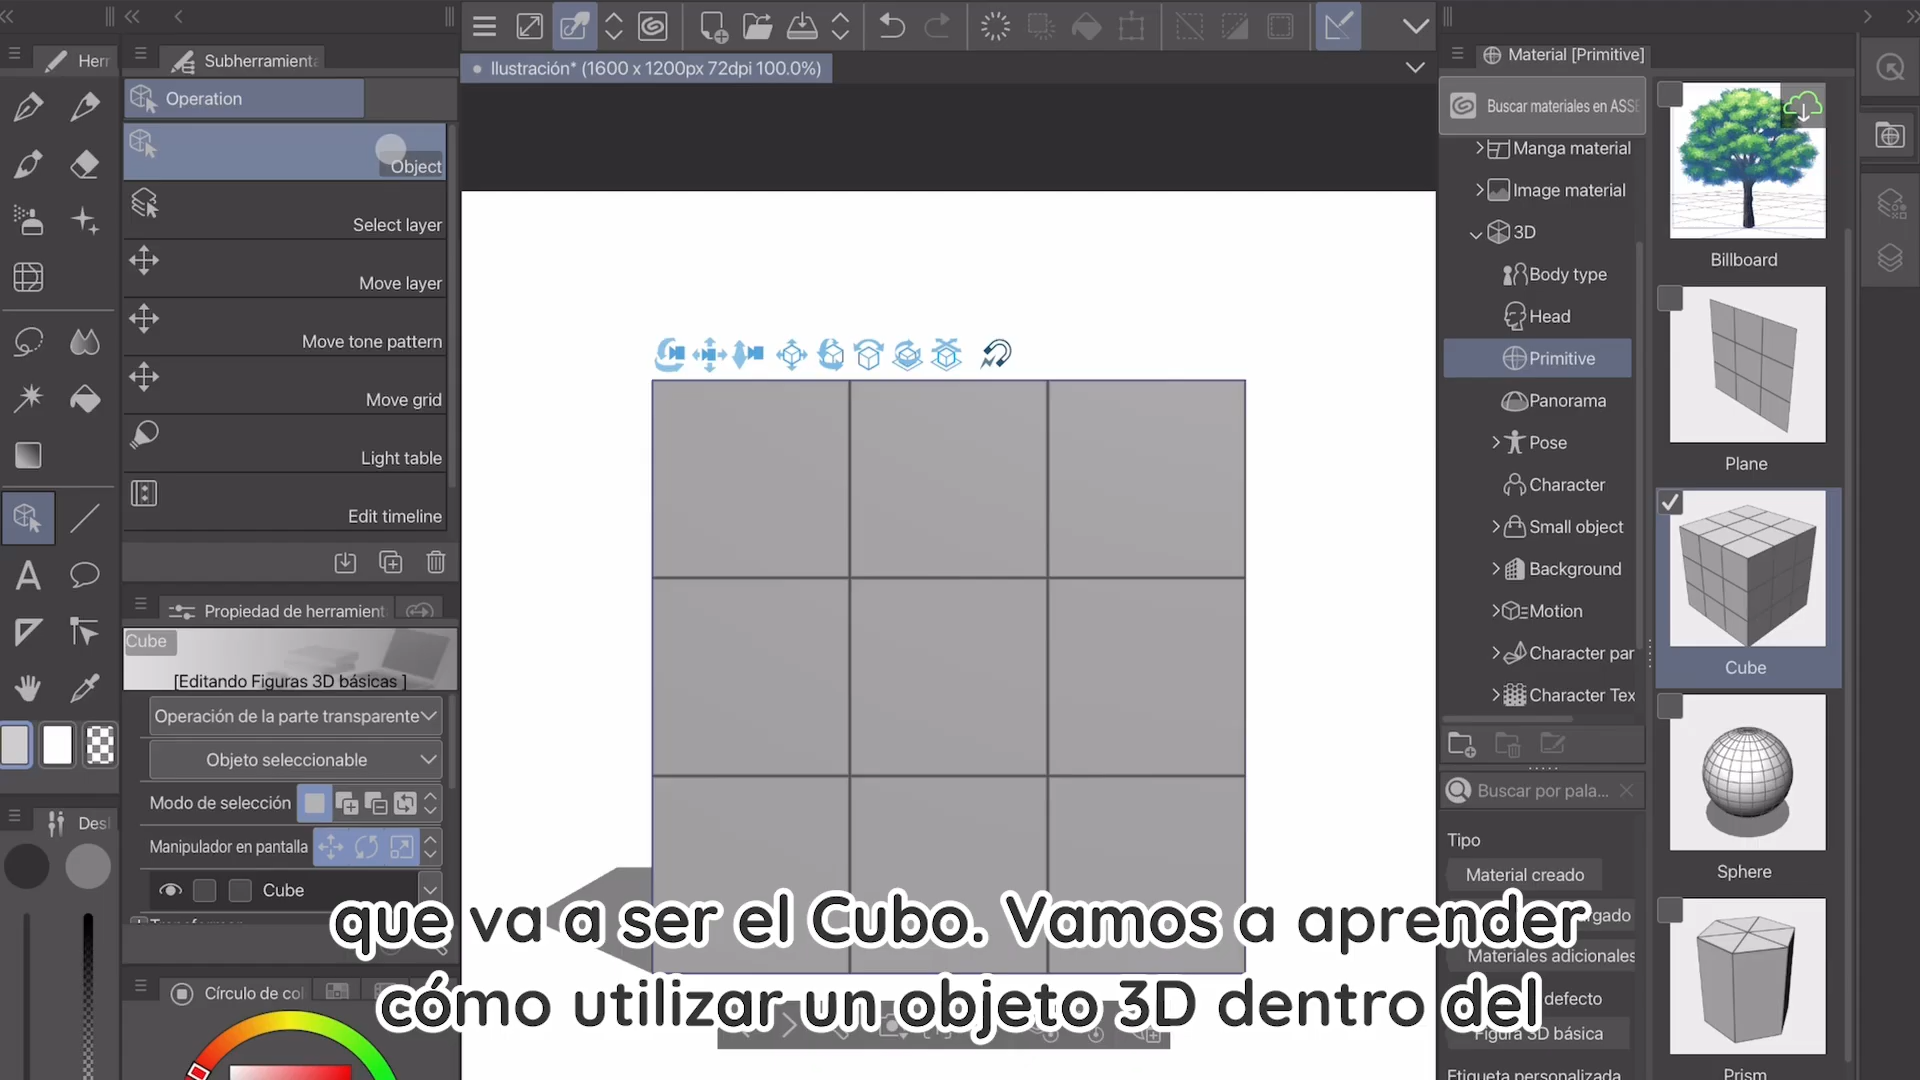 Herr
Subherramienta
Operation
Object
Select layer
Move layer
Move tone pattern
Move grid
Light table
Edit timeline
Propiedad de herramient
Cube
[Editando Figuras 3D básicas ]
Operación de la parte transparente
Objeto seleccionable
Modo de selección
Manipulador en pantalla
Cube
Desl
Círculo de col
Ilustración* (1600 x 1200px 72dpi 100.0%)
Material [Primitive]
Buscar materiales en ASSE
Manga material
Image material
3D
Body type
Head
Primitive
Panorama
Pose
Character
Small object
Background
Motion
Character par
Character Tex
Buscar por pala...
Tipo
Material creado
Materiales adicionales
defecto
Figura 3D básica
Etiqueta personalizada
Billboard
Plane
Cube
Sphere
Prism
que va a ser el Cubo. Vamos a aprender
cómo utilizar un objeto 3D dentro del